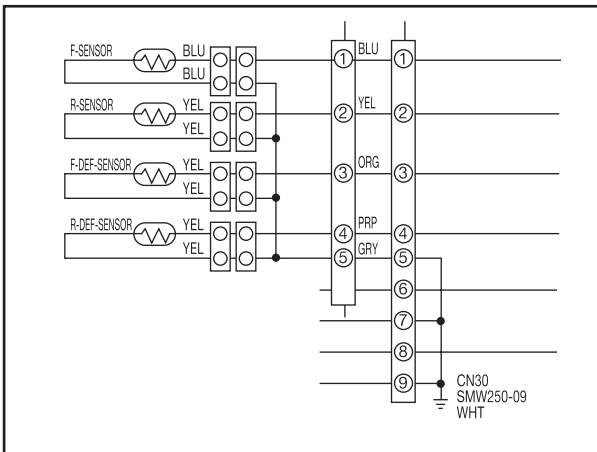 F-SENSOR BLU ① BLU ①
BLU
R-SENSOR YEL ② YEL ②
YEL
F-DEF-SENSOR YEL ③ ORG ③
YEL
R-DEF-SENSOR YEL ④ PRP ④
YEL ⑤ GRY ⑤
⑥
⑦
⑧
⑨ CN30
SMW250-09
WHT